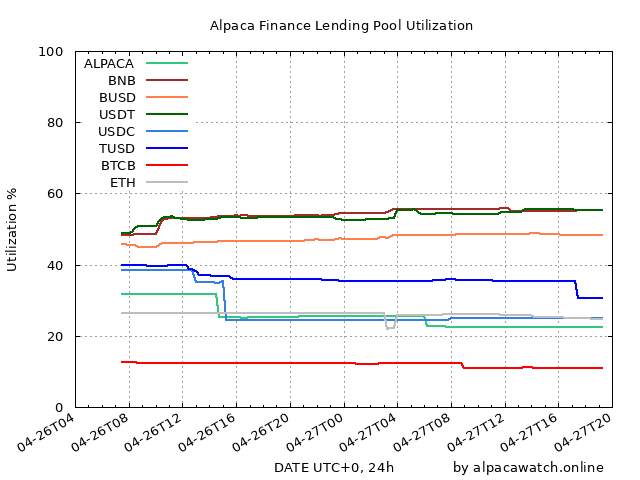 Alpaca Finance Lending Pool Utilization
100
80
60
40
20
0
Utilization %
ALPACA
BNB
BUSD
USDT
USDC
TUSD
BTCB
ETH
04-26T04
04-26T08
04-26T12
04-26T16
04-26T20
04-27T00
04-27T04
04-27T08
04-27T12
04-27T16
04-27T20
DATE UTC+0, 24h
by alpacawatch.online